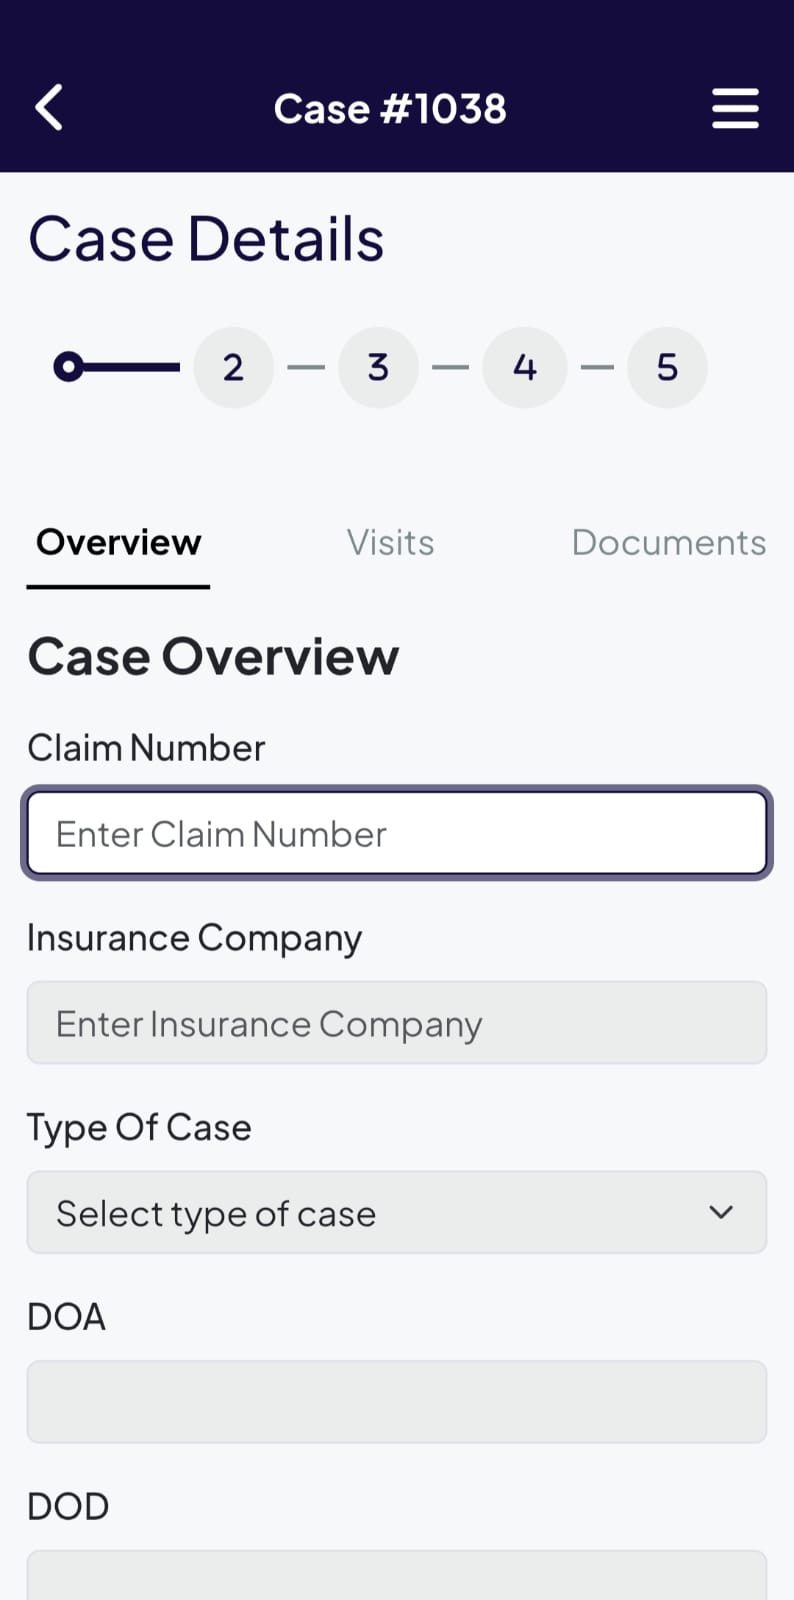 Case #1038
Case Details
2 3 4 5
Overview Visits Documents
Case Overview
Claim Number
Enter Claim Number
Insurance Company
Enter Insurance Company
Type Of Case
Select type of case
DOA
DOD